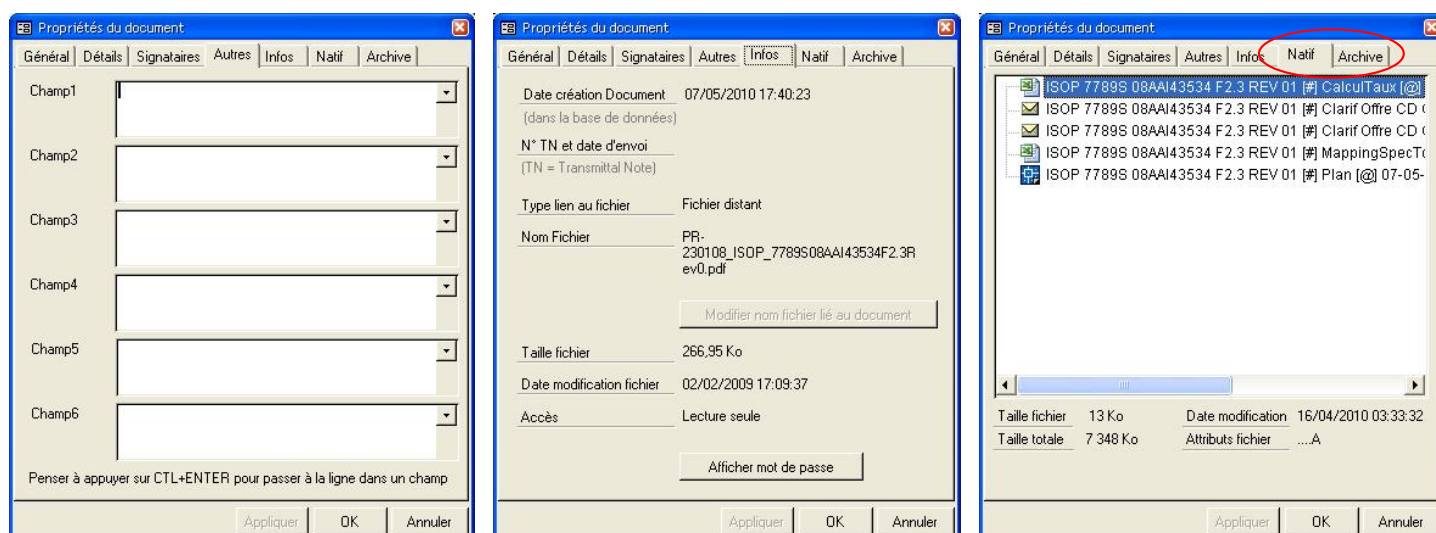 Propriétés du document
Général Détails Signataires Autres Infos Natif Archive
Champ1
Champ2
Champ3
Champ4
Champ5
Champ6
Penser à appuyer sur CTL+ENTER pour passer à la ligne dans un champ
Appliquer OK Annuler
Propriétés du document
Général Détails Signataires Autres Infos Natif Archive
Date création Document 07/05/2010 17:40:23
(dans la base de données)
N° TN et date d'envoi
(TN = Transmittal Note)
Type lien au fichier Fichier distant
Nom Fichier PR-
230108_ISOP_7789S08AAI43534F2.3R
ev0.pdf
Modifier nom fichier lié au document
Taille fichier 266,95 Ko
Date modification fichier 02/02/2009 17:09:37
Accès Lecture seule
Afficher mot de passe
Appliquer OK Annuler
Propriétés du document
Général Détails Signataires Autres Infos Natif Archive
ISOP 7789S 08AAI43534 F2.3 REV 01 [#] CalculTaux [@]
ISOP 7789S 08AAI43534 F2.3 REV 01 [#] Clarif Offre CD
ISOP 7789S 08AAI43534 F2.3 REV 01 [#] Clarif Offre CD
ISOP 7789S 08AAI43534 F2.3 REV 01 [#] MappingSpecT
ISOP 7789S 08AAI43534 F2.3 REV 01 [#] Plan [@] 07-05-
Taille fichier 13 Ko Date modification 16/04/2010 03:33:32
Taille totale 7 348 Ko Attributs fichier ....A
Appliquer OK Annuler